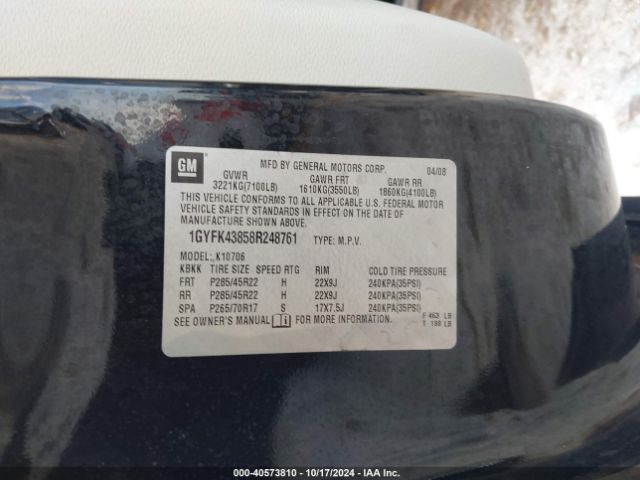 GM
MFD BY GENERAL MOTORS CORP. 04/08
GVWR GAWR FRT GAWR RR
3221KG(7100LB) 1610KG(3550LB) 1860KG(4100LB)
THIS VEHICLE CONFORMS TO ALL APPLICABLE U.S. FEDERAL MOTOR
VEHICLE SAFETY STANDARDS IN EFFECT ON THE DATE OF
MANUFACTURE SHOWN ABOVE.
1GYFK43858R248761 TYPE: M.P.V.
MODEL: K10706
KBKK TIRE SIZE SPEED RTG RIM COLD TIRE PRESSURE
FRT P285/45R22 H 22X9J 240KPA(35PSI)
RR P285/45R22 H 22X9J 240KPA(35PSI)
SPA P265/70R17 S 17X7.5J 240KPA(35PSI)
SEE OWNER'S MANUAL i FOR MORE INFORMATION.
F 463 LB
T 198 LB
000-40573810 - 10/17/2024 - IAA Inc.